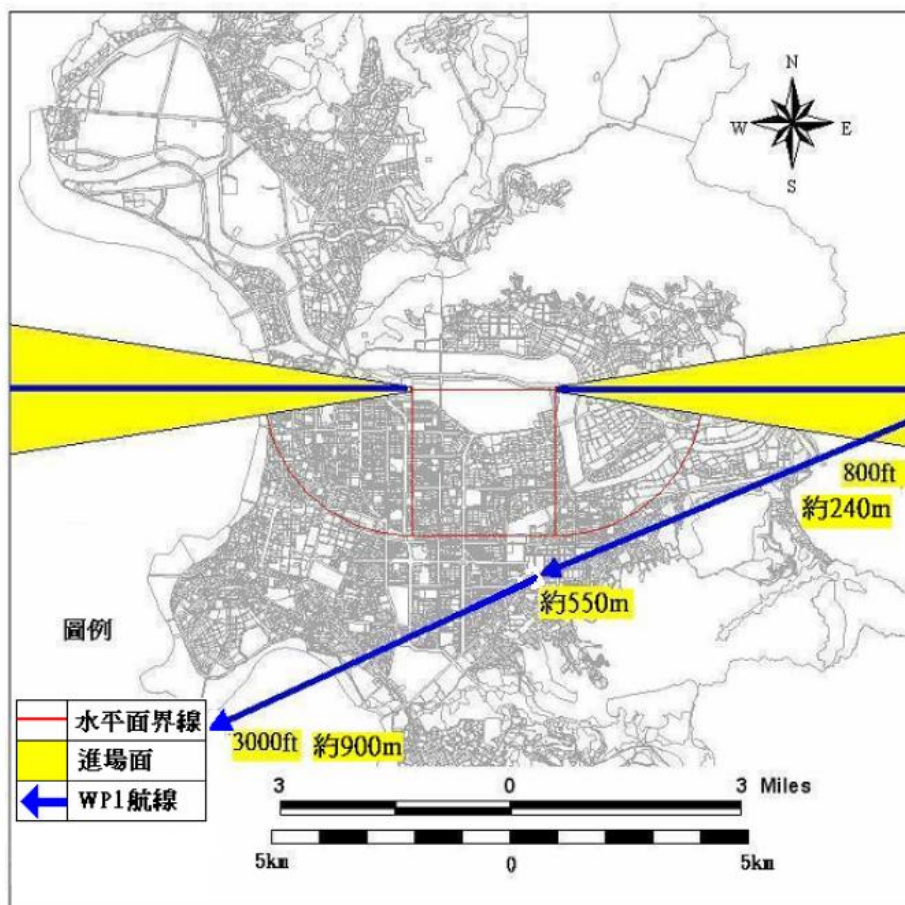 N
W E
S
800ft
約240m
約550m
圖例
水平面界線
進場面
WP1航線
3000ft 約900m
3 0 3 Miles
5km 0 5km